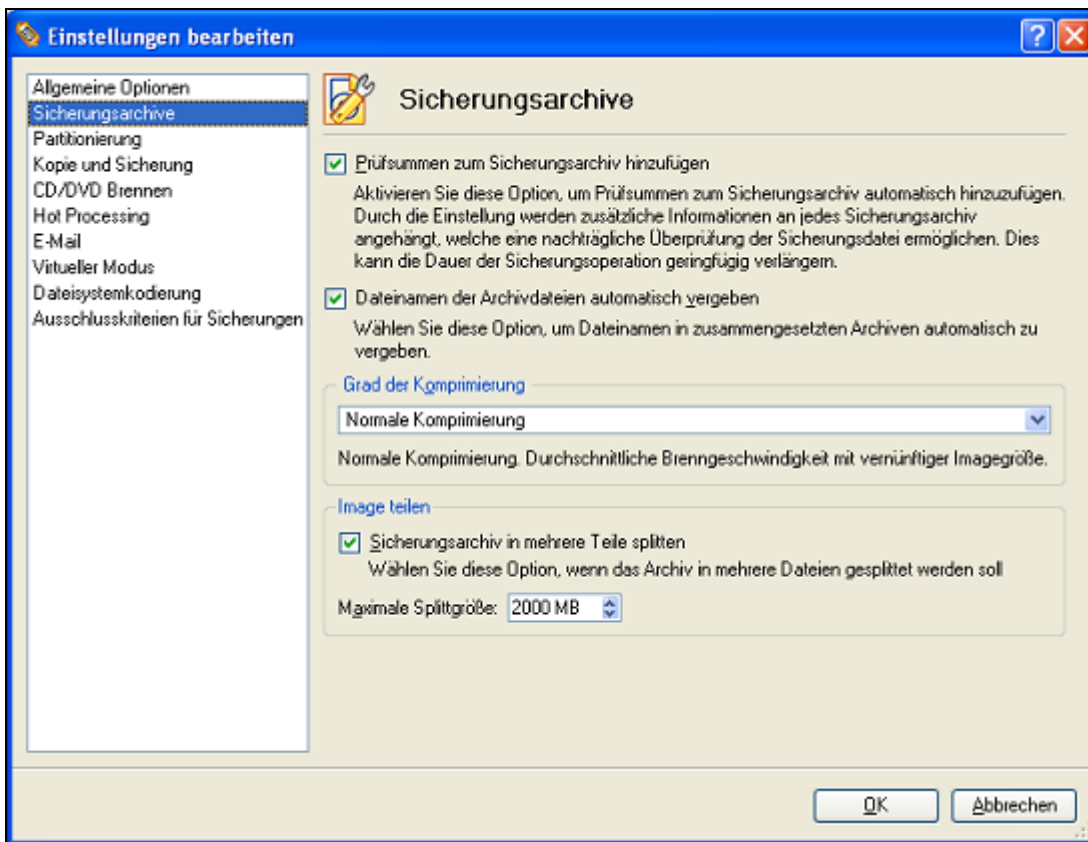 Einstellungen bearbeiten
Allgemeine Optionen
Sicherungsarchive
Partitionierung
Kopie und Sicherung
CD/DVD Brennen
Hot Processing
E-Mail
Virtueller Modus
Dateisystemkodierung
Ausschlusskriterien für Sicherungen
Sicherungsarchive
Prüfsummen zum Sicherungsarchiv hinzufügen
Aktivieren Sie diese Option, um Prüfsummen zum Sicherungsarchiv automatisch hinzuzufügen.
Durch die Einstellung werden zusätzliche Informationen an jedes Sicherungsarchiv
angehängt, welche eine nachträgliche Überprüfung der Sicherungsdatei ermöglichen. Dies
kann die Dauer der Sicherungsoperation geringfügig verlängern.
Dateinamen der Archivdateien automatisch vergeben
Wählen Sie diese Option, um Dateinamen in zusammengesetzten Archiven automatisch zu
vergeben.
Grad der Komprimierung
Normale Komprimierung
Normale Komprimierung. Durchschnittliche Brenngeschwindigkeit mit vernünftiger Imagegröße.
Image teilen
Sicherungsarchiv in mehrere Teile splitten
Wählen Sie diese Option, wenn das Archiv in mehrere Dateien gesplittet werden soll
Maximale Splittgröße: 2000 MB
OK Abbrechen